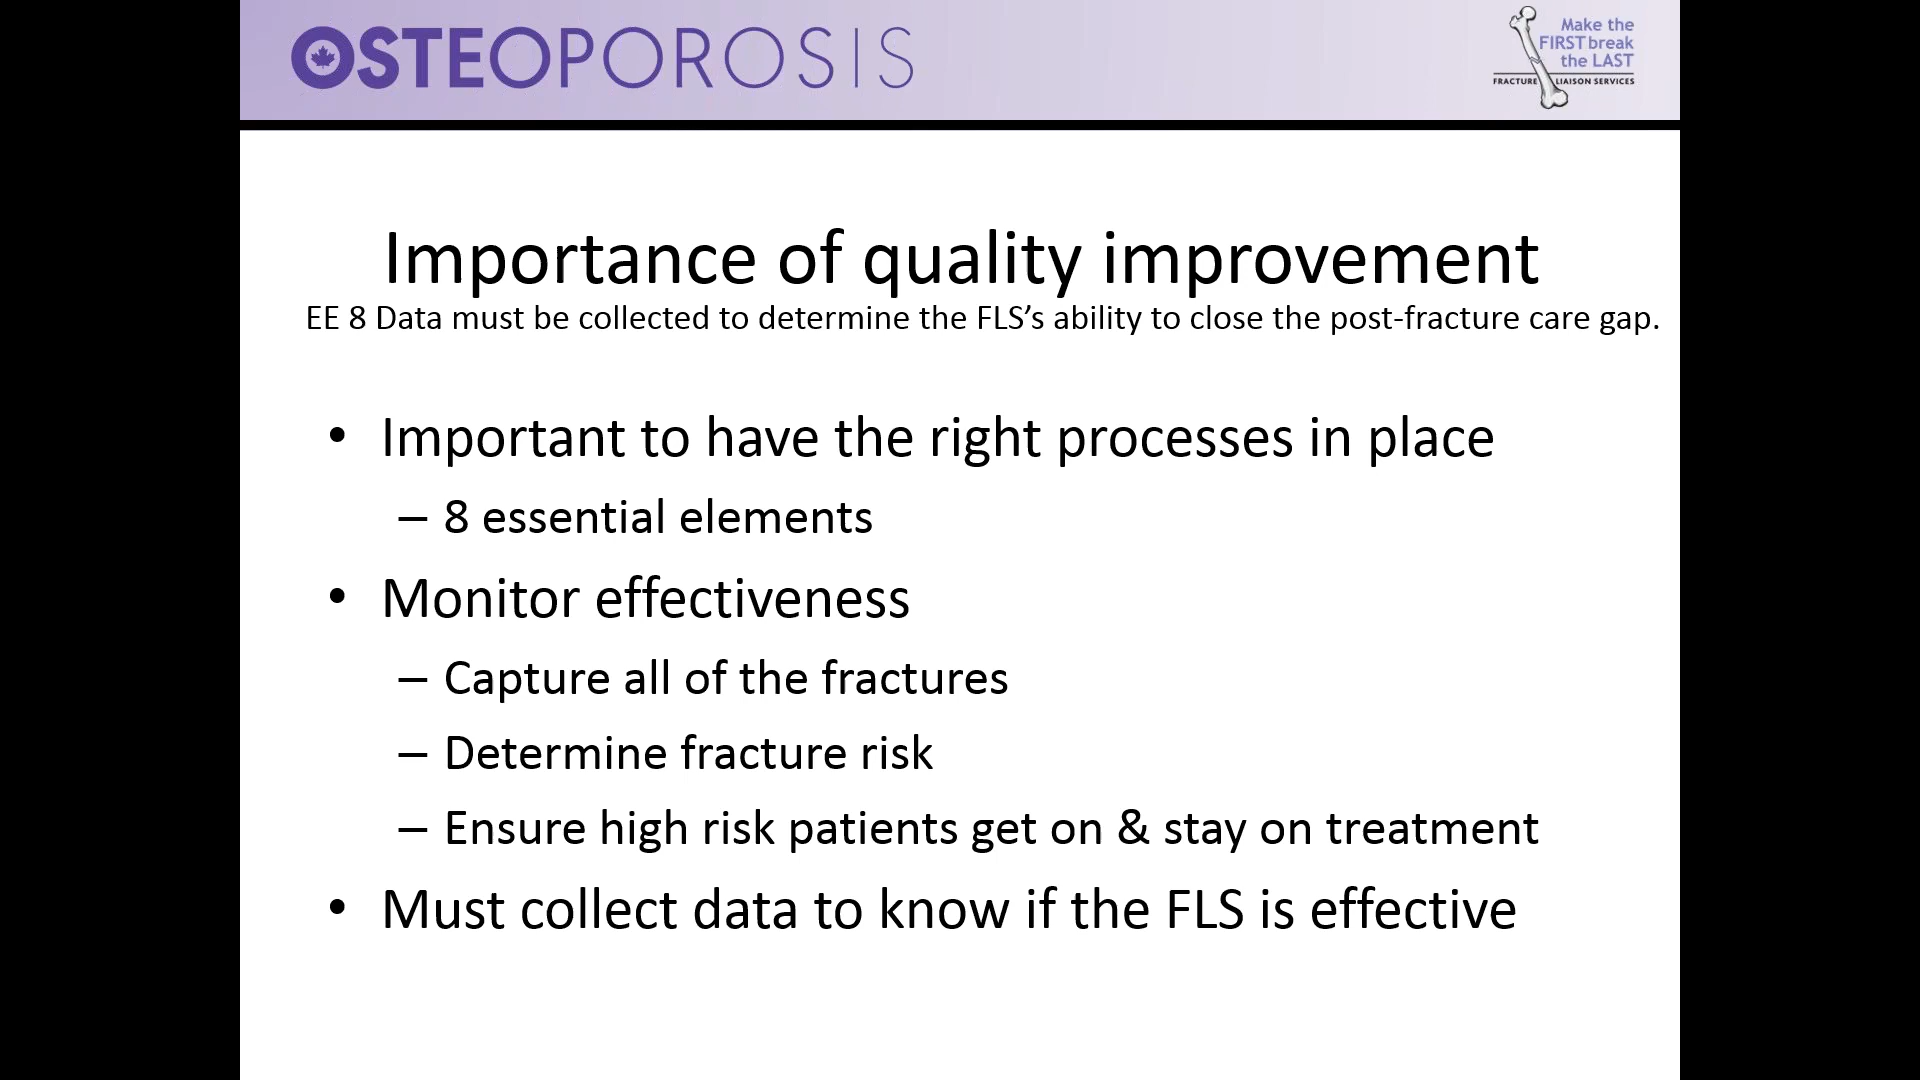 OSTEOPOROSIS
Make the
FIRST break
the LAST
FRACTURE LIAISON SERVICES
Importance of quality improvement
EE 8 Data must be collected to determine the FLS’s ability to close the post-fracture care gap.
• Important to have the right processes in place
– 8 essential elements
• Monitor effectiveness
– Capture all of the fractures
– Determine fracture risk
– Ensure high risk patients get on & stay on treatment
• Must collect data to know if the FLS is effective